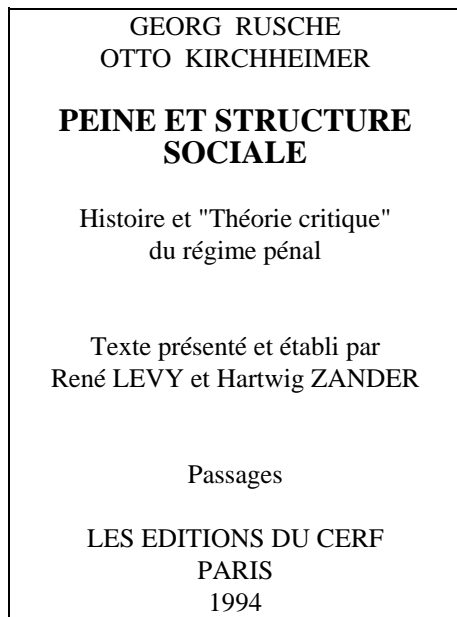 GEORG RUSCHE
OTTO KIRCHHEIMER
PEINE ET STRUCTURE
SOCIALE
Histoire et "Théorie critique"
du régime pénal
Texte présenté et établi par
René LEVY et Hartwig ZANDER
Passages
LES EDITIONS DU CERF
PARIS
1994